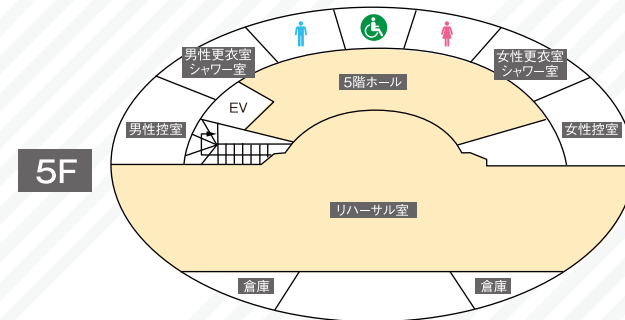 男性更衣室
シャワー室
女性更衣室
シャワー室
5階ホール
EV
男性控室
女性控室
5F
リハーサル室
倉庫
倉庫